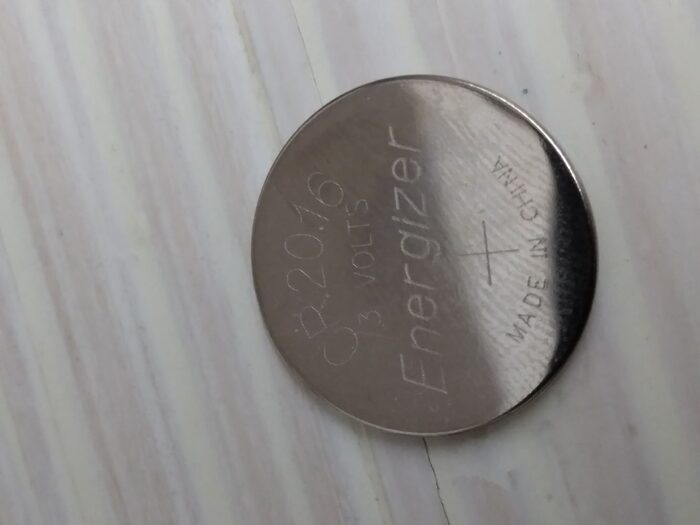 CR2016
3 VOLTS
Energizer
+
MADE IN CHINA